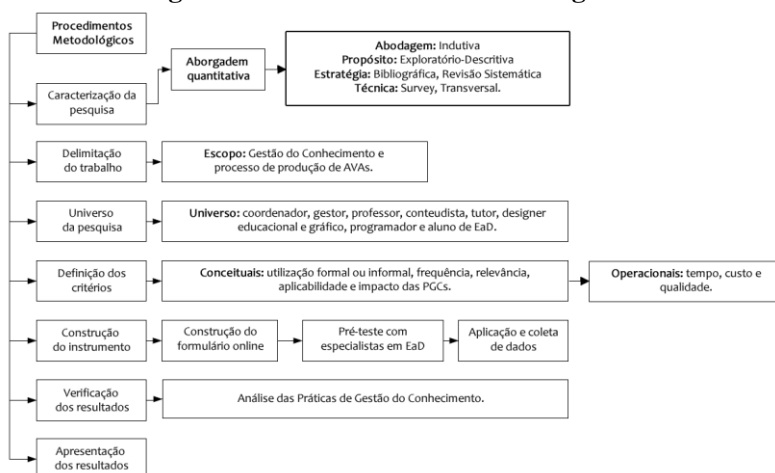 Procedimentos
Metodológicos
Aborgadem
quantitativa
Abodagem: Indutiva
Propósito: Exploratório-Descritiva
Estratégia: Bibliográfica, Revisão Sistemática
Técnica: Survey, Transversal.
Caracterização da
pesquisa
Delimitação
do trabalho
Escopo: Gestão do Conhecimento e
processo de produção de AVAs.
Universo
da pesquisa
Universo: coordenador, gestor, professor, conteudista, tutor, designer
educacional e gráfico, programador e aluno de EaD.
Definição dos
critérios
Conceituais: utilização formal ou informal, frequência, relevância,
aplicabilidade e impacto das PGCs.
Operacionais: tempo, custo e
qualidade.
Construção
do instrumento
Construção do
formulário online
Pré-teste com
especialistas em EaD
Aplicação e coleta
de dados
Verificação
dos resultados
Análise das Práticas de Gestão do Conhecimento.
Apresentação
dos resultados